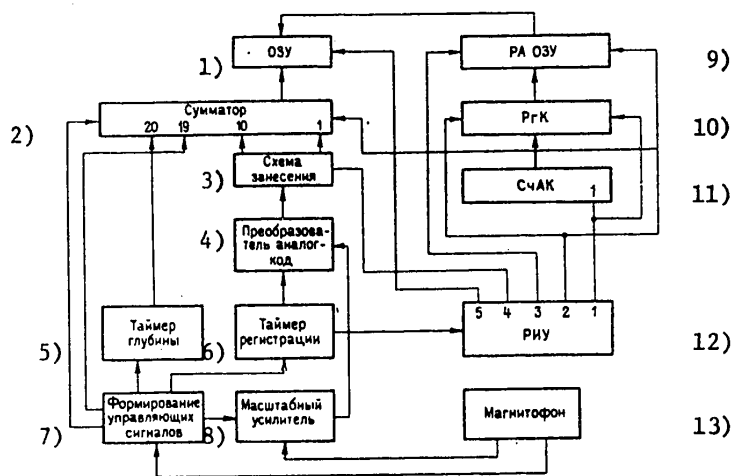 ОЗУ
1)
РА ОЗУ
9)
Сумматор
20 19 10 1
2)
РгК
10)
Схема
занесения
3)
СчАК
1
11)
Преобразова-
тель аналог-
код
4)
Таймер
глубины
5)
Таймер
регистрации
6)
5 4 3 2 1
РИУ
12)
Формирование
управляющих
сигналов
7)
Масштабный
усилитель
8)
Магнитофон
13)